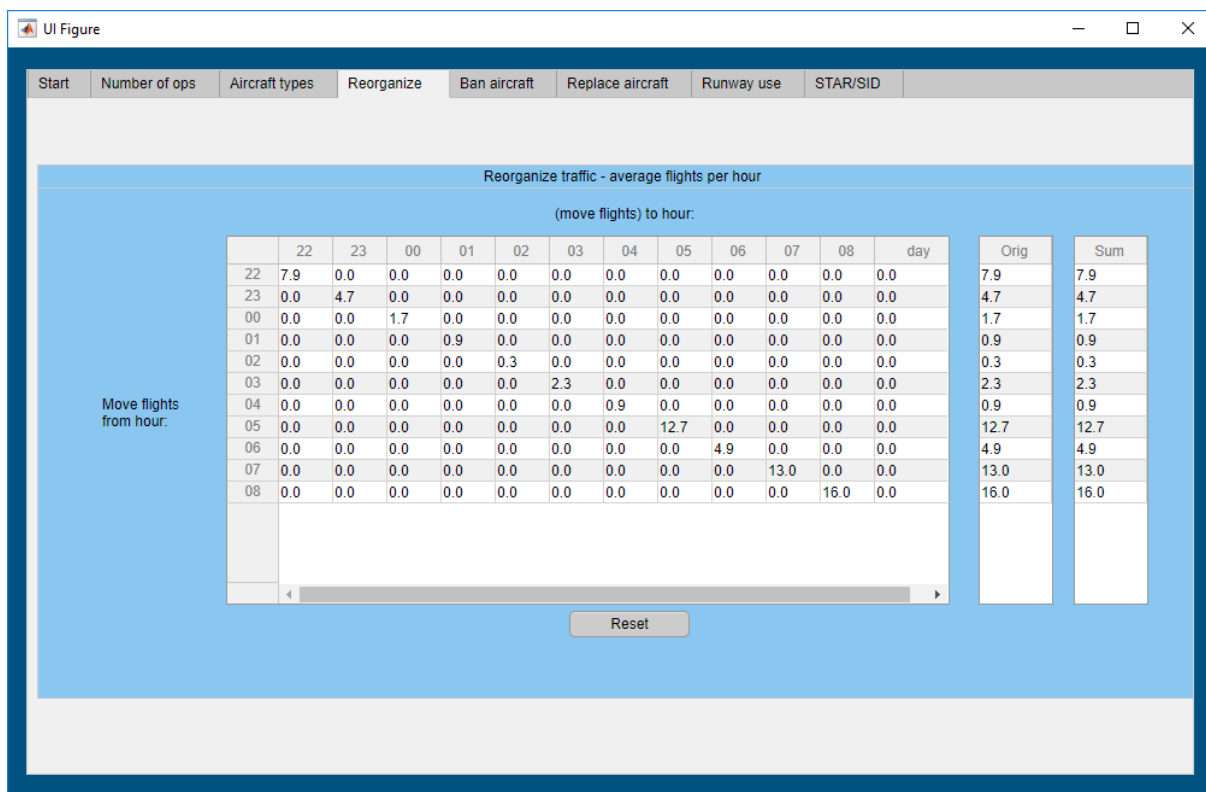 UI Figure
Start Number of ops Aircraft types Reorganize Ban aircraft Replace aircraft Runway use STAR/SID
Reorganize traffic - average flights per hour
(move flights) to hour:
22 23 00 01 02 03 04 05 06 07 08 day Orig Sum
22 7.9 0.0 0.0 0.0 0.0 0.0 0.0 0.0 0.0 0.0 0.0 0.0 7.9 7.9
23 0.0 4.7 0.0 0.0 0.0 0.0 0.0 0.0 0.0 0.0 0.0 0.0 4.7 4.7
00 0.0 0.0 1.7 0.0 0.0 0.0 0.0 0.0 0.0 0.0 0.0 0.0 1.7 1.7
01 0.0 0.0 0.0 0.9 0.0 0.0 0.0 0.0 0.0 0.0 0.0 0.0 0.9 0.9
02 0.0 0.0 0.0 0.0 0.3 0.0 0.0 0.0 0.0 0.0 0.0 0.0 0.3 0.3
03 0.0 0.0 0.0 0.0 0.0 2.3 0.0 0.0 0.0 0.0 0.0 0.0 2.3 2.3
Move flights
from hour:
04 0.0 0.0 0.0 0.0 0.0 0.0 0.9 0.0 0.0 0.0 0.0 0.0 0.9 0.9
05 0.0 0.0 0.0 0.0 0.0 0.0 0.0 12.7 0.0 0.0 0.0 0.0 12.7 12.7
06 0.0 0.0 0.0 0.0 0.0 0.0 0.0 0.0 4.9 0.0 0.0 0.0 4.9 4.9
07 0.0 0.0 0.0 0.0 0.0 0.0 0.0 0.0 0.0 13.0 0.0 0.0 13.0 13.0
08 0.0 0.0 0.0 0.0 0.0 0.0 0.0 0.0 0.0 0.0 16.0 0.0 16.0 16.0
Reset